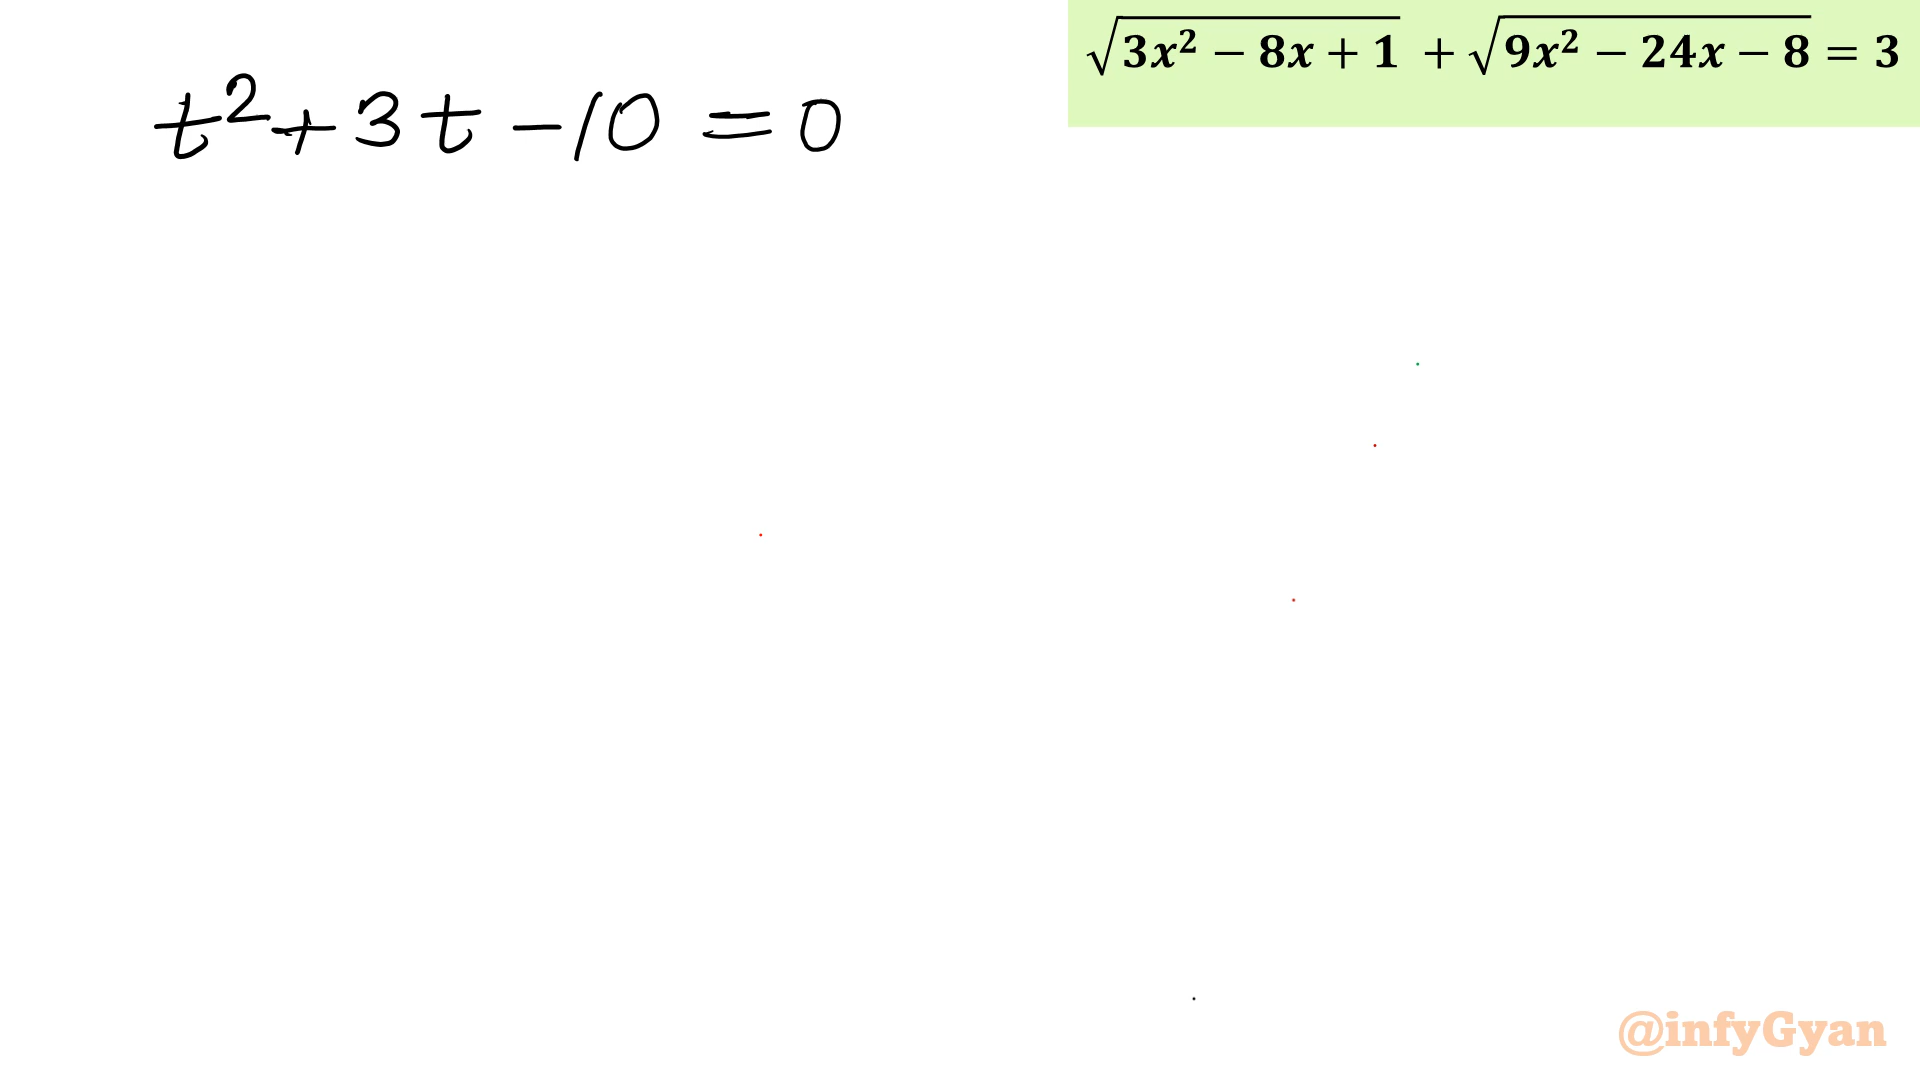 √(3x² − 8x + 1) + √(9x² − 24x − 8) = 3
t² + 3t − 10 = 0
@infyGyan